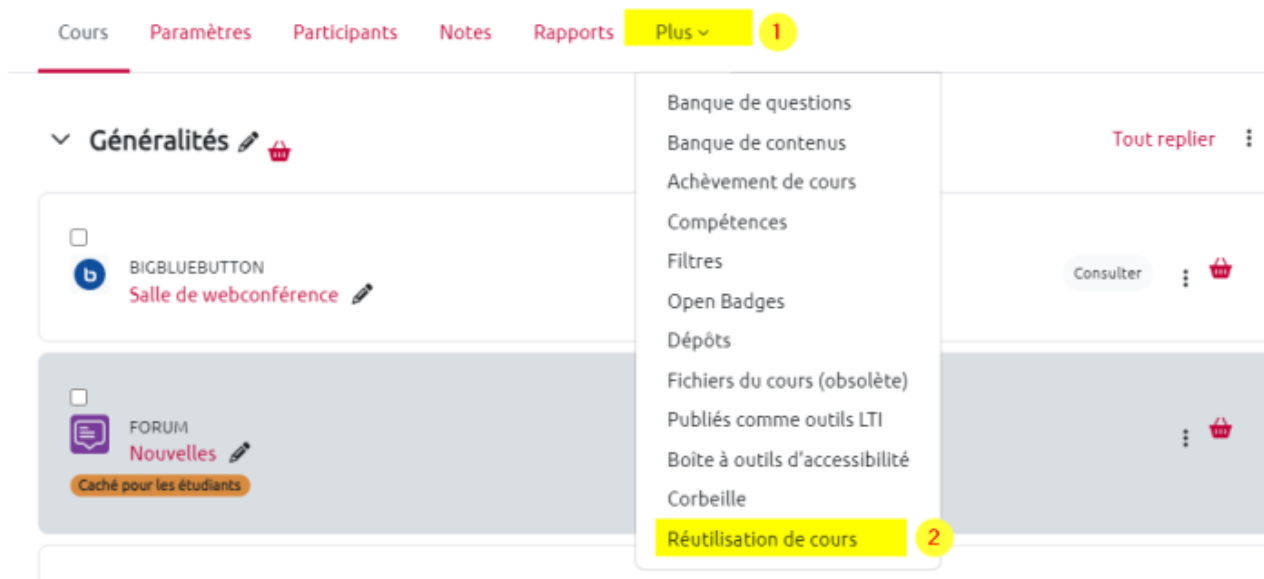 Cours Paramètres Participants Notes Rapports Plus 1
Banque de questions
Généralités
Banque de contenus
Tout replier
Achèvement de cours
Compétences
BIGBLUEBUTTON
Salle de webconférence
Filtres
Consulter
Open Badges
Dépôts
Fichiers du cours (obsolète)
FORUM
Nouvelles
Caché pour les étudiants
Publiés comme outils LTI
Boîte à outils d’accessibilité
Corbeille
Réutilisation de cours 2